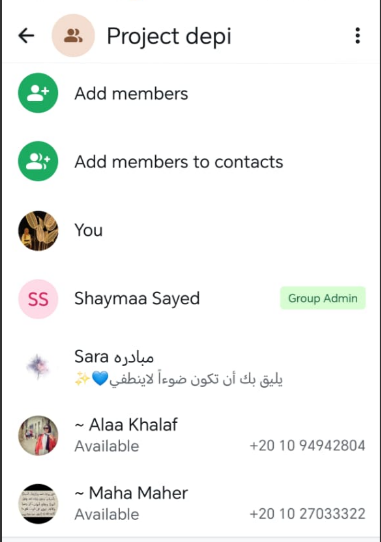 Project depi
Add members
Add members to contacts
You
SS
Shaymaa Sayed
Group Admin
Sara مبادره
يليق بك أن تكون ضوءاً لاينطفي💙✨
~ Alaa Khalaf
Available
+20 10 94942804
~ Maha Maher
Available
+20 10 27033322